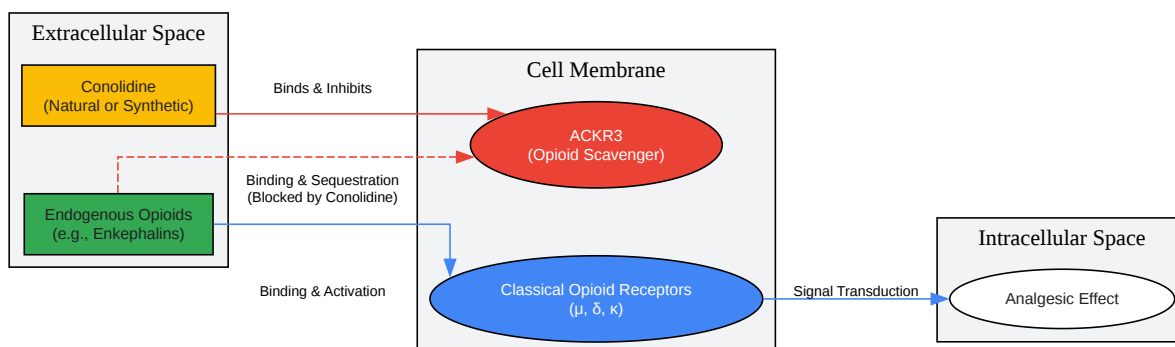 Extracellular Space
Conolidine
(Natural or Synthetic)
Endogenous Opioids
(e.g., Enkephalins)
Binds & Inhibits
Binding & Sequestration
(Blocked by Conolidine)
Binding & Activation
Cell Membrane
ACKR3
(Opioid Scavenger)
Classical Opioid Receptors
(μ, δ, κ)
Signal Transduction
Intracellular Space
Analgesic Effect